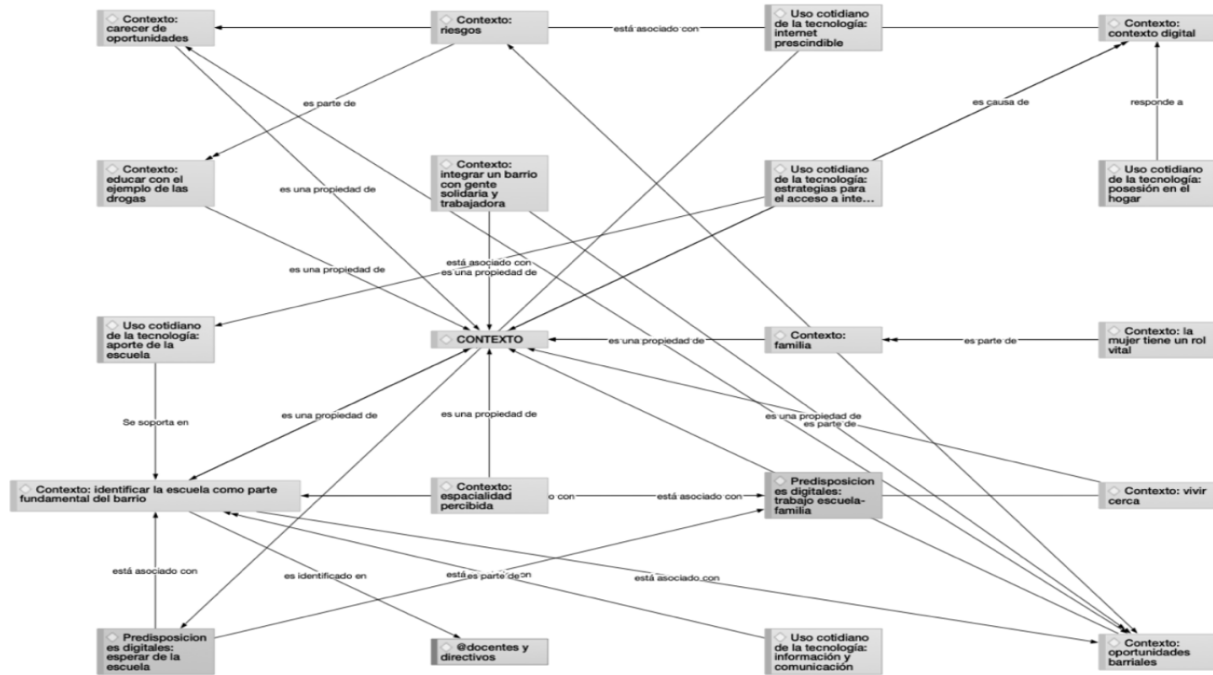 Contexto:
carecer de
oportunidades
Contexto:
riesgos
está asociado con
Uso cotidiano
de la tecnología:
internet
prescindible
Contexto:
contexto digital
es parte de
es causa de
responde a
Contexto:
educar con el
ejemplo de las
drogas
es una propiedad de
Contexto:
integrar un barrio
con gente
solidaria y
trabajadora
Uso cotidiano
de la tecnología:
estrategias para
el acceso a inte…
Uso cotidiano
de la tecnología:
posesión en el
hogar
es una propiedad de
está asociado con
es una propiedad de
Uso cotidiano
de la tecnología:
aporte de la
escuela
CONTEXTO
es una propiedad de
Contexto:
familia
es parte de
Contexto: la
mujer tiene un rol
vital
Se soporta en
es una propiedad de
es una propiedad de
es una propiedad de
es parte de
Contexto: identificar la escuela como parte
fundamental del barrio
Contexto:
espacialidad
percibida
o con
está asociado con
Predisposicion
es digitales:
trabajo escuela-
familia
Contexto: vivir
cerca
está asociado con
es identificado en
es parte de
está asociado con
Predisposicion
es digitales:
esperar de la
escuela
@docentes y
directivos
Uso cotidiano
de la tecnología:
información y
comunicación
Contexto:
oportunidades
barriales